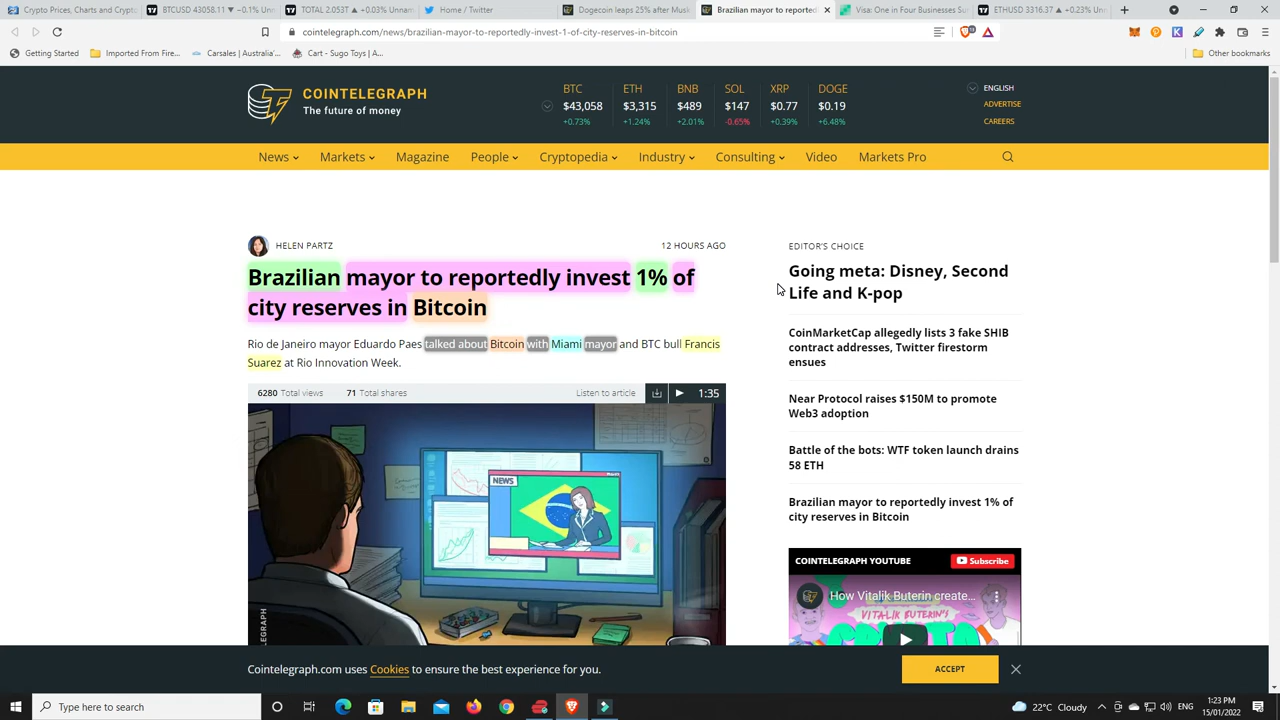 Crypto Prices, Charts and Crypto
BTCUSD 43058.11 ▼ +0.1% Unn
TOTAL 2.053T ▲ +0.03% Unnam
Home / Twitter
Dogecoin leaps 25% after Musk
Brazilian mayor to reported
Visa: One in Four Businesses Su
ETHUSD 3316.37 ▲ +0.23% Un
cointelegraph.com/news/brazilian-mayor-to-reportedly-invest-1-of-city-reserves-in-bitcoin
Getting Started
Imported From Fire...
Carsales | Australia'...
Cart - Sugo Toys | A...
Other bookmarks
COINTELEGRAPH
The future of money
BTC
$43,058
+0.73%
ETH
$3,315
+1.24%
BNB
$489
+2.01%
SOL
$147
-0.65%
XRP
$0.77
+0.39%
DOGE
$0.19
+6.48%
ENGLISH
ADVERTISE
CAREERS
News
Markets
Magazine
People
Cryptopedia
Industry
Consulting
Video
Markets Pro
HELEN PARTZ
12 HOURS AGO
Brazilian mayor to reportedly invest 1% of
city reserves in Bitcoin
Rio de Janeiro mayor Eduardo Paes talked about Bitcoin with Miami mayor and BTC bull Francis
Suarez at Rio Innovation Week.
6280 Total views
71 Total shares
Listen to article
1:35
NEWS
EDITOR'S CHOICE
Going meta: Disney, Second
Life and K-pop
CoinMarketCap allegedly lists 3 fake SHIB
contract addresses, Twitter firestorm
ensues
Near Protocol raises $150M to promote
Web3 adoption
Battle of the bots: WTF token launch drains
58 ETH
Brazilian mayor to reportedly invest 1% of
city reserves in Bitcoin
COINTELEGRAPH YOUTUBE
Subscribe
How Vitalik Buterin create...
VITALIK BUTERIN'S
Cointelegraph.com uses Cookies to ensure the best experience for you.
ACCEPT
Type here to search
22°C Cloudy
ENG
1:23 PM
15/01/2022